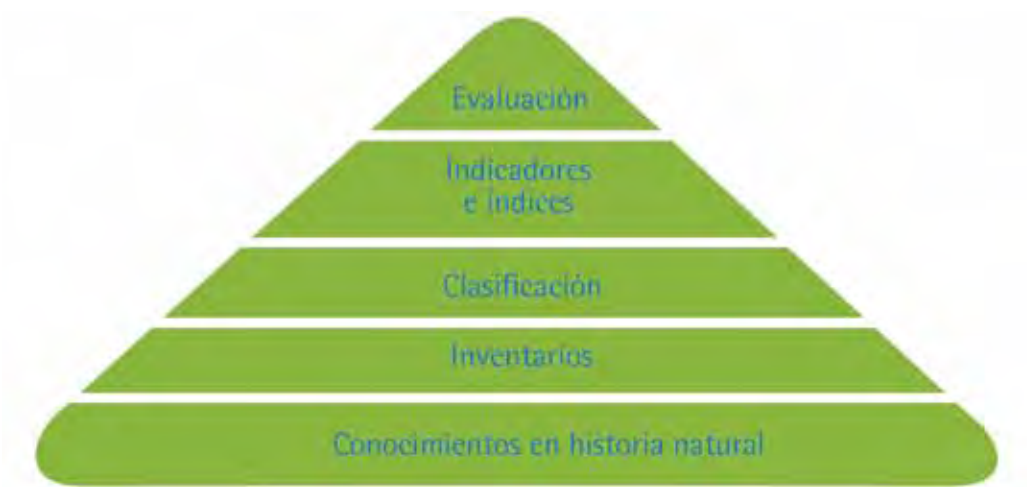 Evaluación
Indicadores
e índices
Clasificación
Inventarios
Conocimientos en historia natural